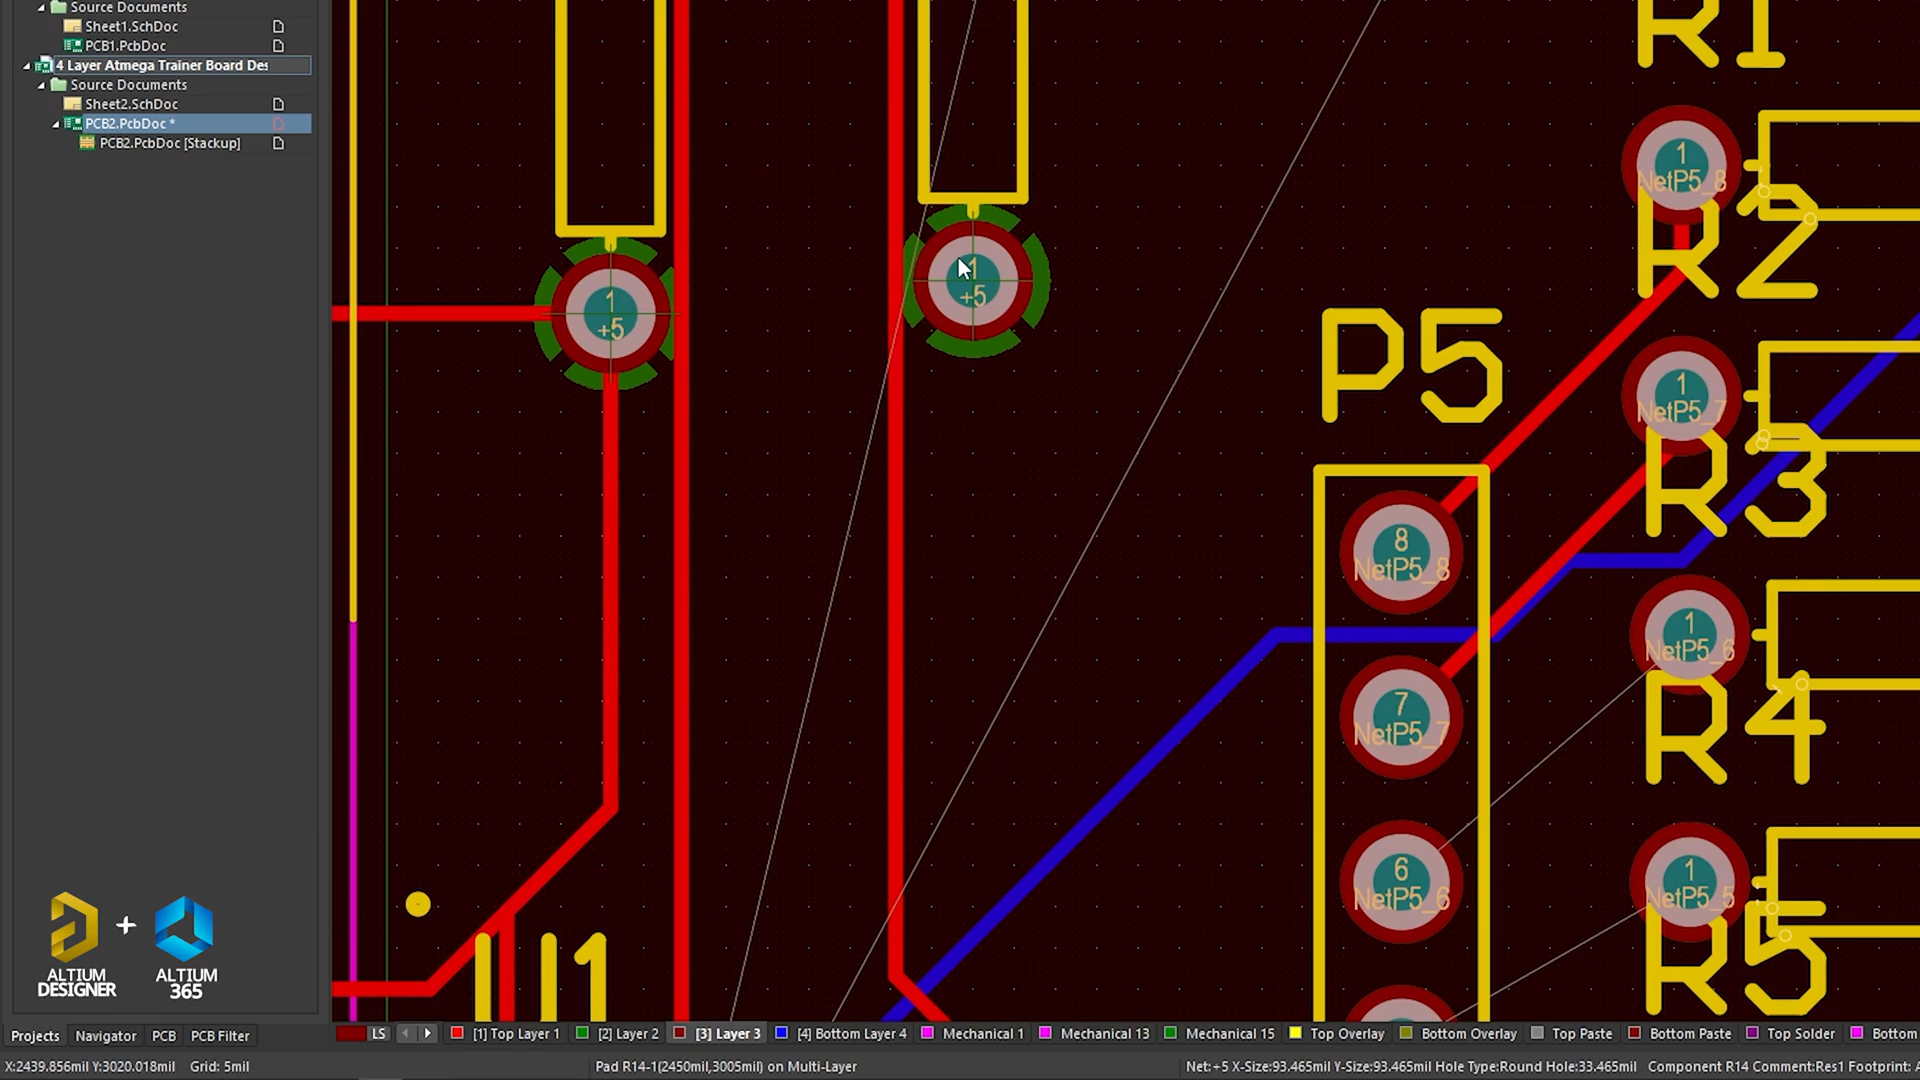 Source Documents
Sheet1.SchDoc
PCB1.PcbDoc
4 Layer Atmega Trainer Board Des
Source Documents
Sheet2.SchDoc
PCB2.PcbDoc *
PCB2.PcbDoc [Stackup]
R1
1
NetP5_8
R2
1
+5
1
+5
P5
1
NetP5_7
R3
8
NetP5_8
1
NetP5_6
R4
7
NetP5_7
6
NetP5_6
1
NetP5_5
R5
U1
+
ALTIUM
DESIGNER
ALTIUM
365
Projects
Navigator
PCB
PCB Filter
LS
[1] Top Layer 1
[2] Layer 2
[3] Layer 3
[4] Bottom Layer 4
Mechanical 1
Mechanical 13
Mechanical 15
Top Overlay
Bottom Overlay
Top Paste
Bottom Paste
Top Solder
Bottom
X:2439.856mil Y:3020.018mil
Grid: 5mil
Pad R14-1(2450mil,3005mil) on Multi-Layer
Net:+5 X-Size:93.465mil Y-Size:93.465mil Hole Type:Round Hole:33.465mil
Component R14 Comment:Res1 Footprint: A